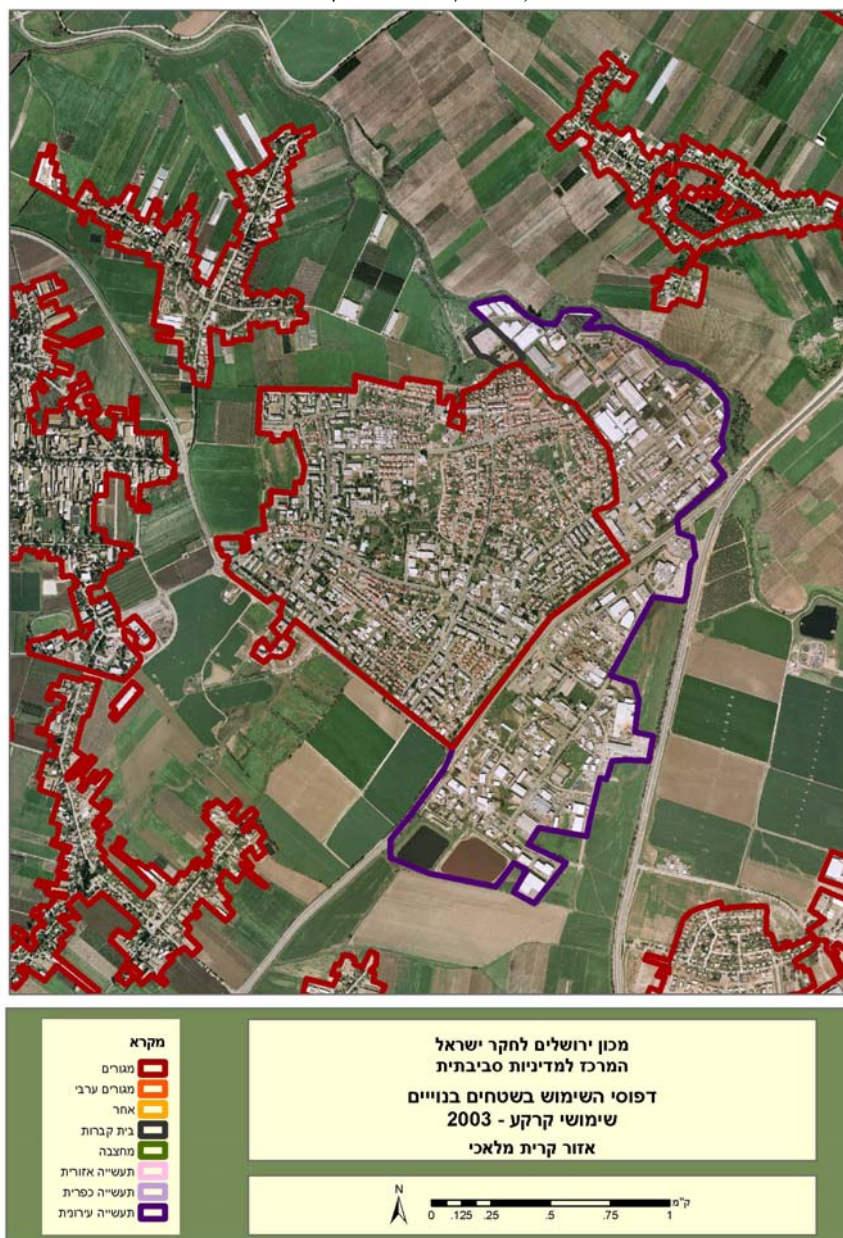 מכון ירושלים לחקר ישראל
המרכז למדיניות סביבתית
דפוסי השימוש בשטחים בנויים
שימושי קרקע - 2003
אזור קרית מלאכי
מקרא
מגורים
מגורים ערבי
אחר
בית קברות
מחצבה
תעשייה אזורית
תעשייה כפרית
תעשייה עירונית
N
ק"מ
0 .125 .25 .5 .75 1